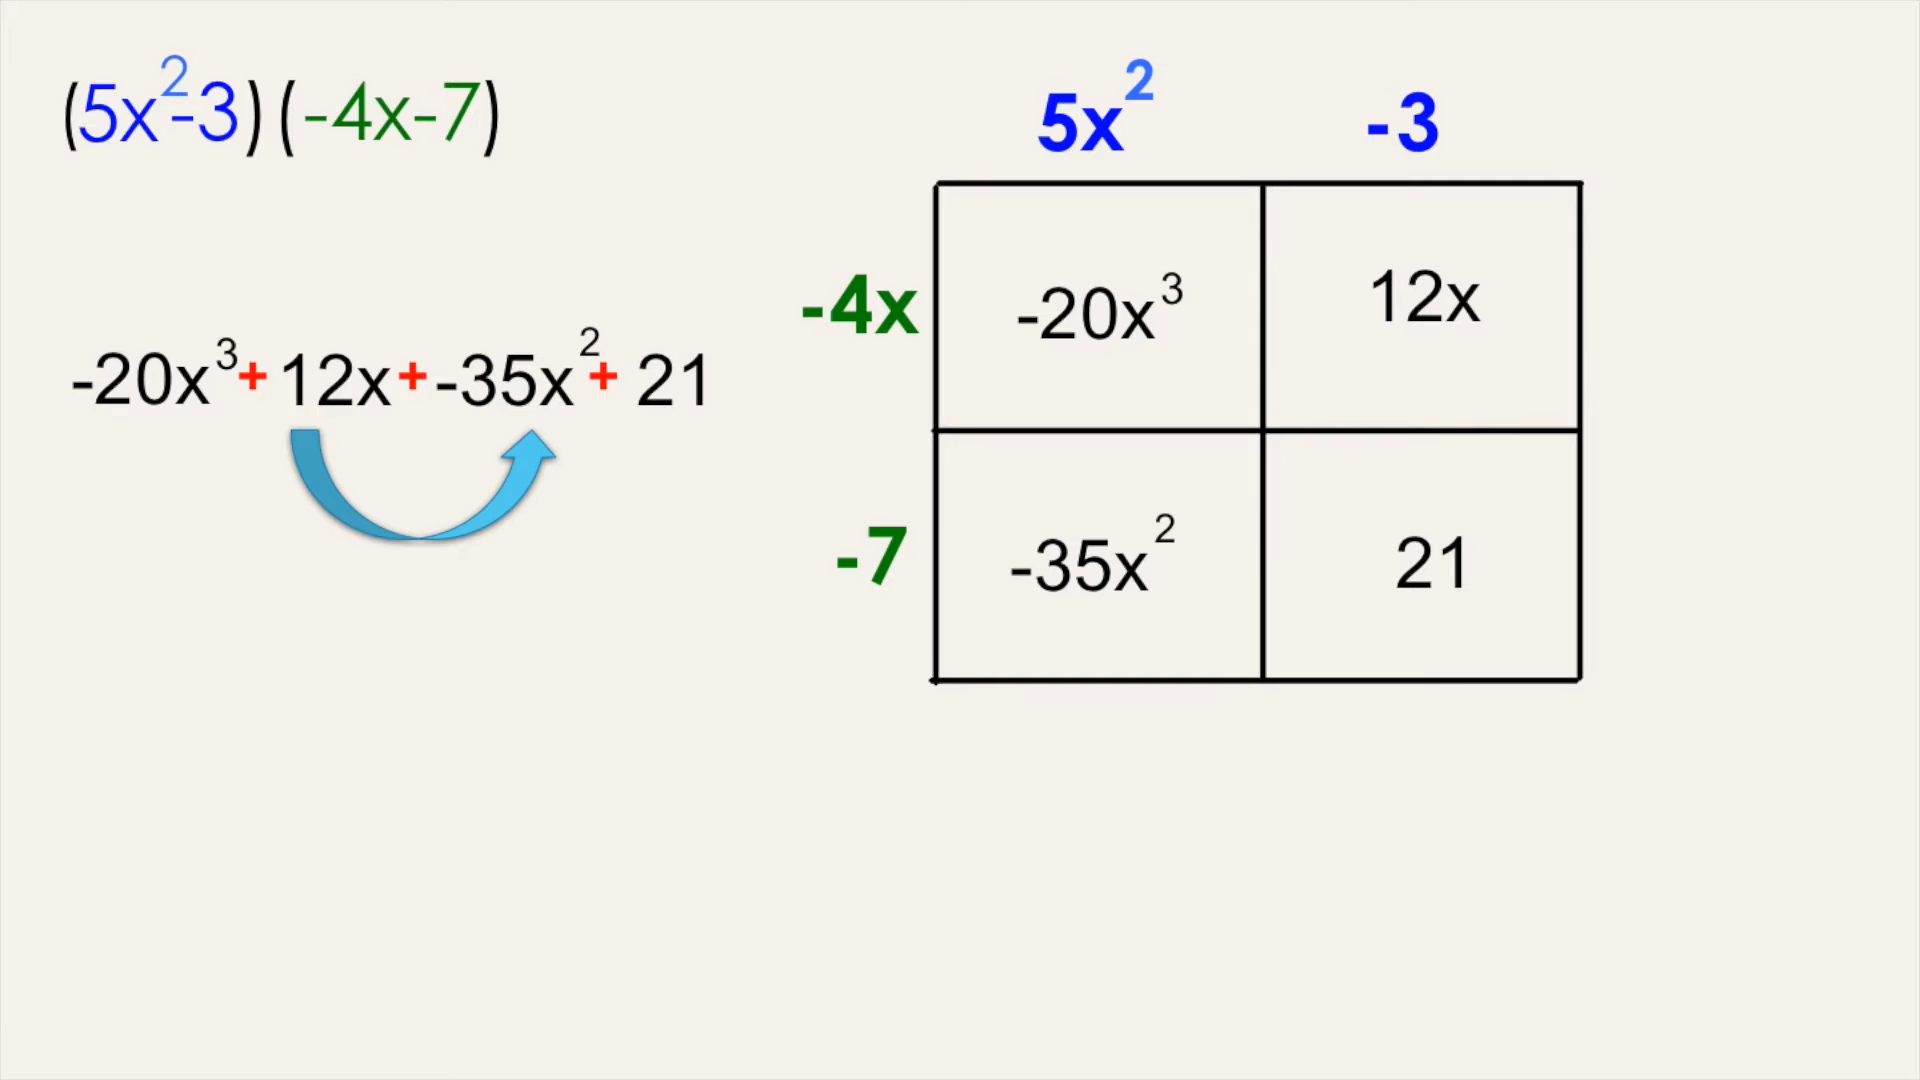 (5x²-3)(-4x-7)
-20x³+ 12x+-35x²+ 21
5x² -3
-4x -20x³ 12x
-7 -35x² 21